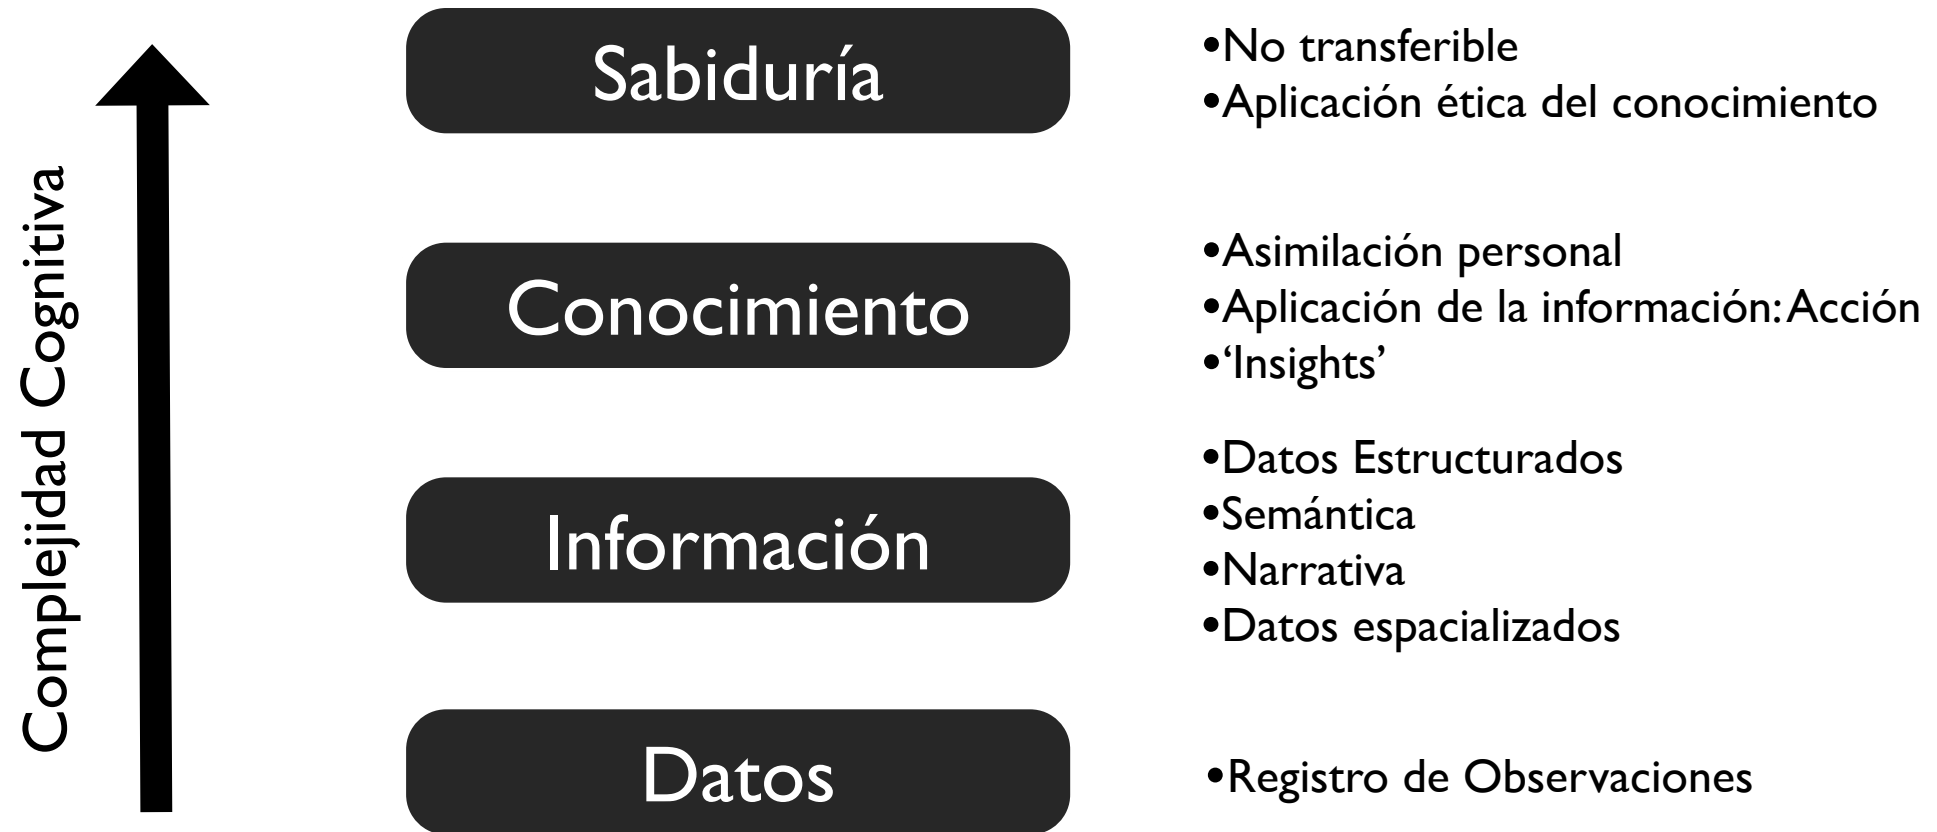 Complejidad Cognitiva
Sabiduría
•No transferible
•Aplicación ética del conocimiento
Conocimiento
•Asimilación personal
•Aplicación de la información: Acción
•‘Insights’
Información
•Datos Estructurados
•Semántica
•Narrativa
•Datos espacializados
Datos
•Registro de Observaciones